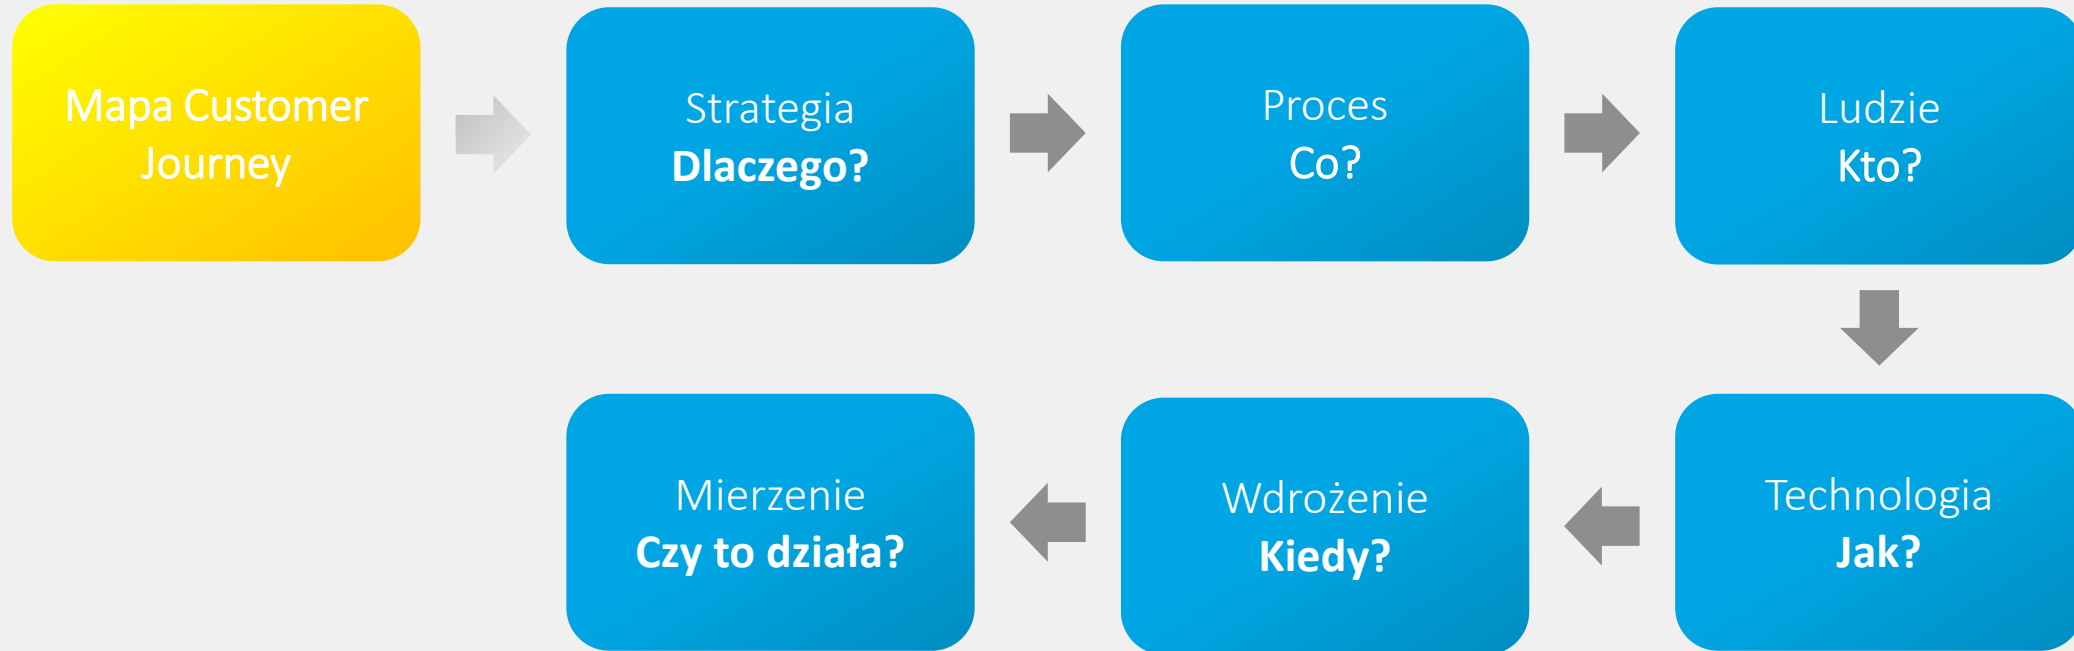 Mapa Customer
Journey
Strategia
Dlaczego?
Proces
Co?
Ludzie
Kto?
Technologia
Jak?
Wdrożenie
Kiedy?
Mierzenie
Czy to działa?